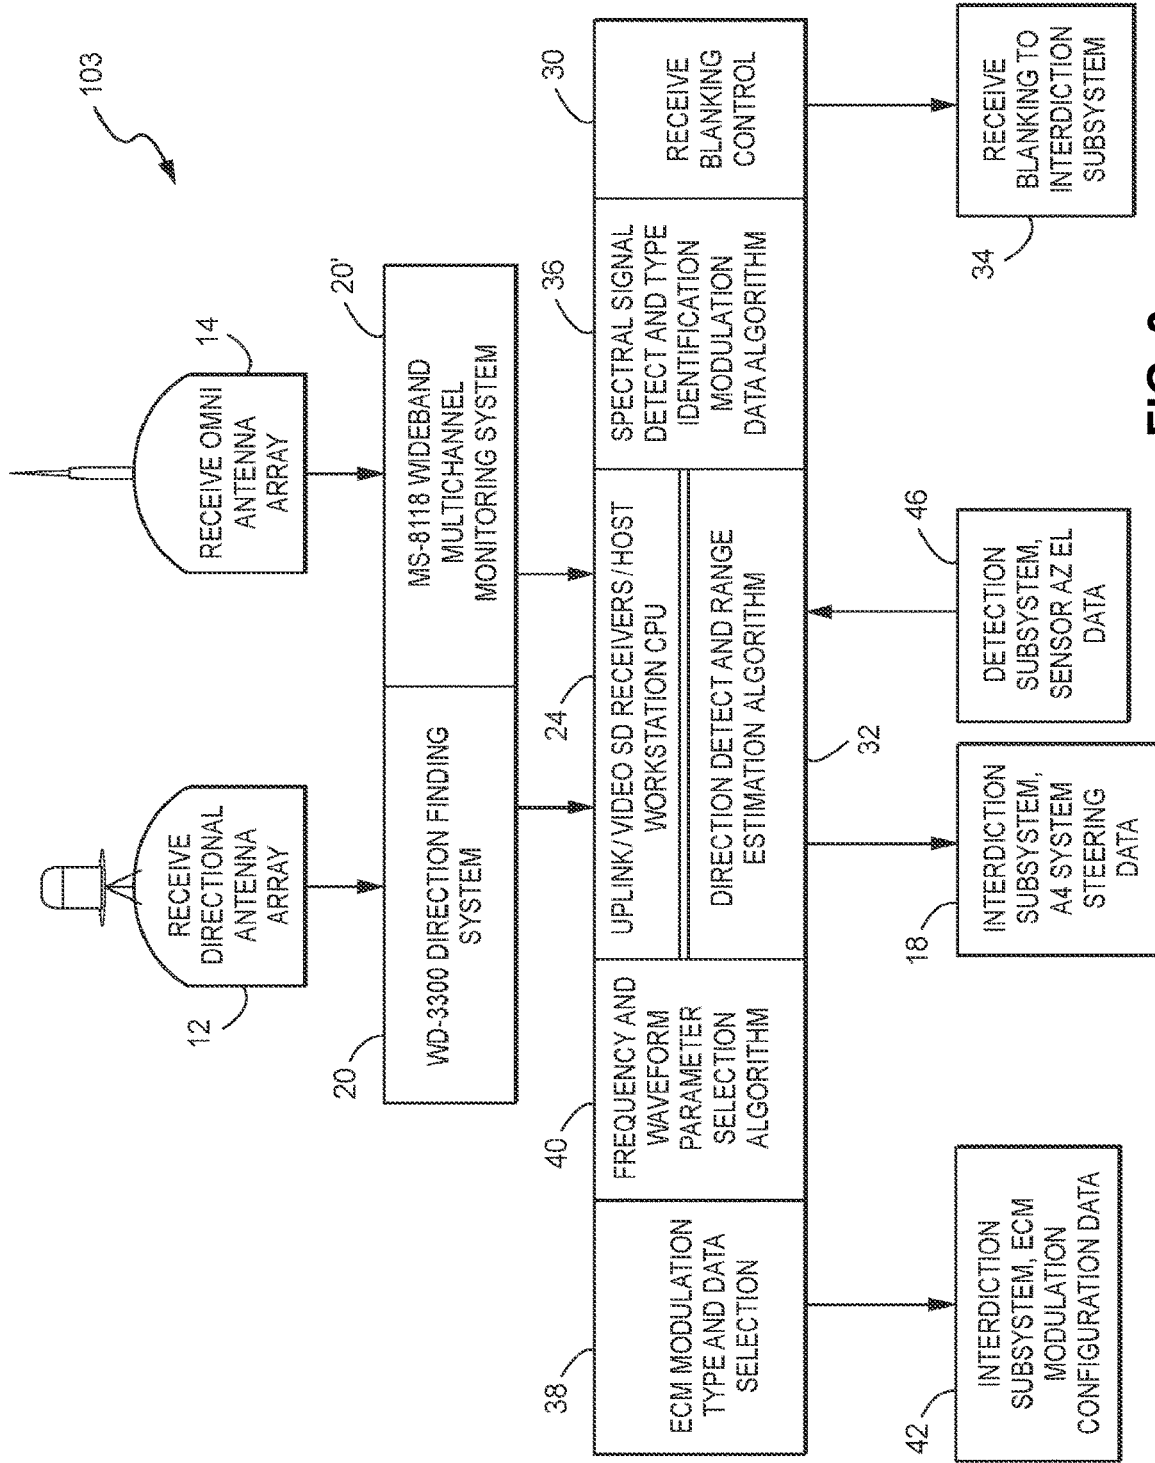 103
12
RECEIVE
DIRECTIONAL
ANTENNA
ARRAY
14
RECEIVE OMNI
ANTENNA
ARRAY
20
WD-3300 DIRECTION FINDING
SYSTEM
20'
MS-8118 WIDEBAND
MULTICHANNEL
MONITORING SYSTEM
38
ECM MODULATION
TYPE AND DATA
SELECTION
40
FREQUENCY AND
WAVEFORM
PARAMETER
SELECTION
ALGORITHM
24
UPLINK/VIDEO SD RECEIVERS/HOST
WORKSTATION CPU
DIRECTION DETECT AND RANGE
ESTIMATION ALGORITHM
32
36
SPECTRAL SIGNAL
DETECT AND TYPE
IDENTIFICATION
MODULATION
DATA ALGORITHM
30
RECEIVE
BLANKING
CONTROL
42
INTERDICTION
SUBSYSTEM, ECM
MODULATION
CONFIGURATION DATA
18
INTERDICTION
SUBSYSTEM,
A4 SYSTEM
STEERING
DATA
46
DETECTION
SUBSYSTEM,
SENSOR AZ EL
DATA
34
RECEIVE
BLANKING TO
INTERDICTION
SUBSYSTEM
FIG.